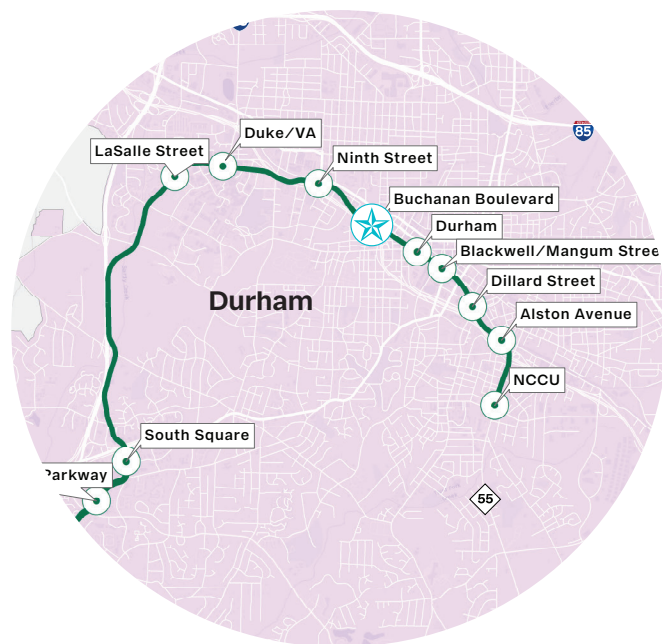 85
Duke/VA
LaSalle Street
Ninth Street
Buchanan Boulevard
Durham
Blackwell/Mangum Stree
Dillard Street
Durham
Alston Avenue
NCCU
South Square
Parkway
55